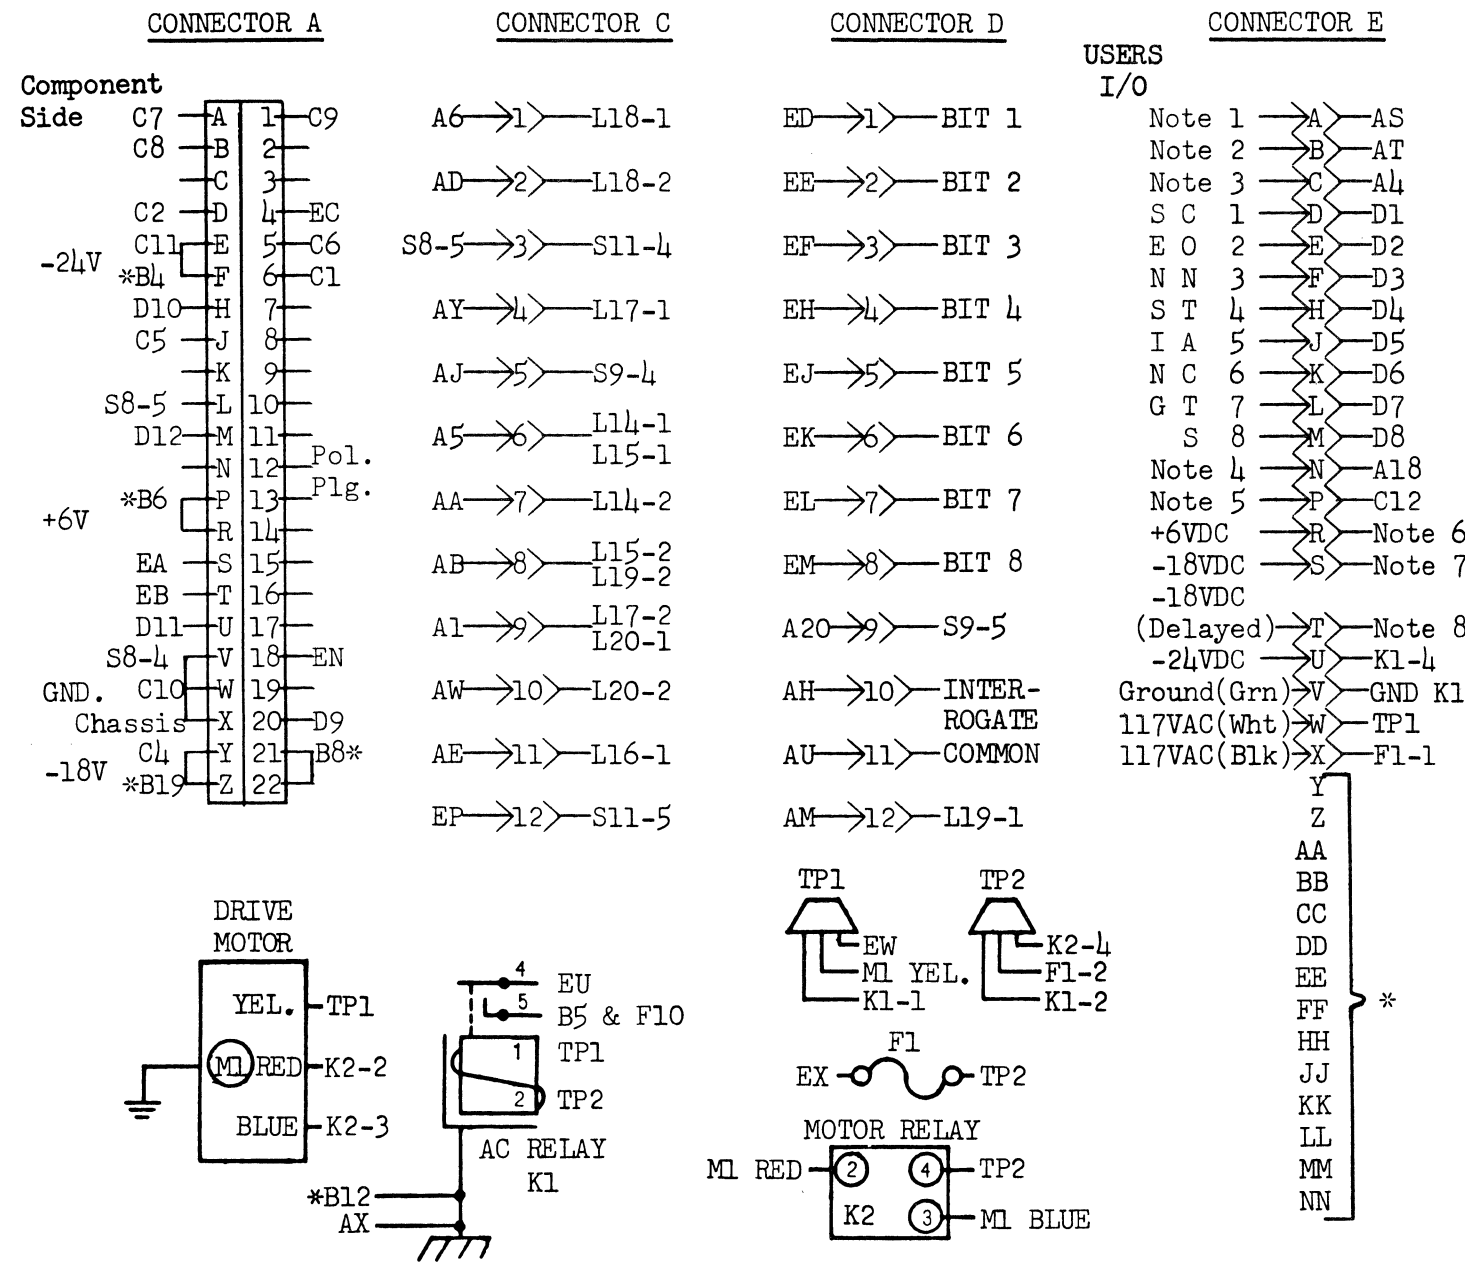 CONNECTOR A
Component
Side
C7 A 1 C9
C8 B 2
C 3
C2 D 4 EC
C11 E 5 C6
-24V
*B4 F 6 C1
D10 H 7
C5 J 8
K 9
S8-5 L 10
D12 M 11
N 12 Pol.
Plg.
*B6 P 13
+6V
R 14
EA S 15
EB T 16
D11 U 17
S8-4 V 18 EN
GND. C10 W 19
Chassis X 20 D9
C4 Y 21 B8*
-18V
*B19 Z 22
CONNECTOR C
A6 1 L18-1
AD 2 L18-2
S8-5 3 S11-4
AY 4 L17-1
AJ 5 S9-4
A5 6 L14-1
L15-1
AA 7 L14-2
AB 8 L15-2
L19-2
A1 9 L17-2
L20-1
AW 10 L20-2
AE 11 L16-1
EP 12 S11-5
CONNECTOR D
ED 1 BIT 1
EE 2 BIT 2
EF 3 BIT 3
EH 4 BIT 4
EJ 5 BIT 5
EK 6 BIT 6
EL 7 BIT 7
EM 8 BIT 8
A20 9 S9-5
AH 10 INTER-
ROGATE
AU 11 COMMON
AM 12 L19-1
CONNECTOR E
USERS
I/O
Note 1 A AS
Note 2 B AT
Note 3 C A4
S C 1 D D1
E O 2 E D2
N N 3 F D3
S T 4 H D4
I A 5 J D5
N C 6 K D6
G T 7 L D7
S 8 M D8
Note 4 N A18
Note 5 P C12
+6VDC R Note 6
-18VDC S Note 7
-18VDC
(Delayed) T Note 8
-24VDC U K1-4
Ground(Grn) V GND K1
117VAC(Wht) W TP1
117VAC(Blk) X F1-1
Y
Z
AA
BB
CC
DD
EE
FF
HH
JJ
KK
LL
MM
NN
*
DRIVE
MOTOR
YEL. TP1
M1 RED K2-2
BLUE K2-3
4 EU
5 B5 & F10
1 TP1
2 TP2
AC RELAY
K1
*B12
AX
TP1
EW
M1 YEL.
K1-1
TP2
K2-4
F1-2
K1-2
F1
EX TP2
MOTOR RELAY
M1 RED 2 4 TP2
K2 3 M1 BLUE